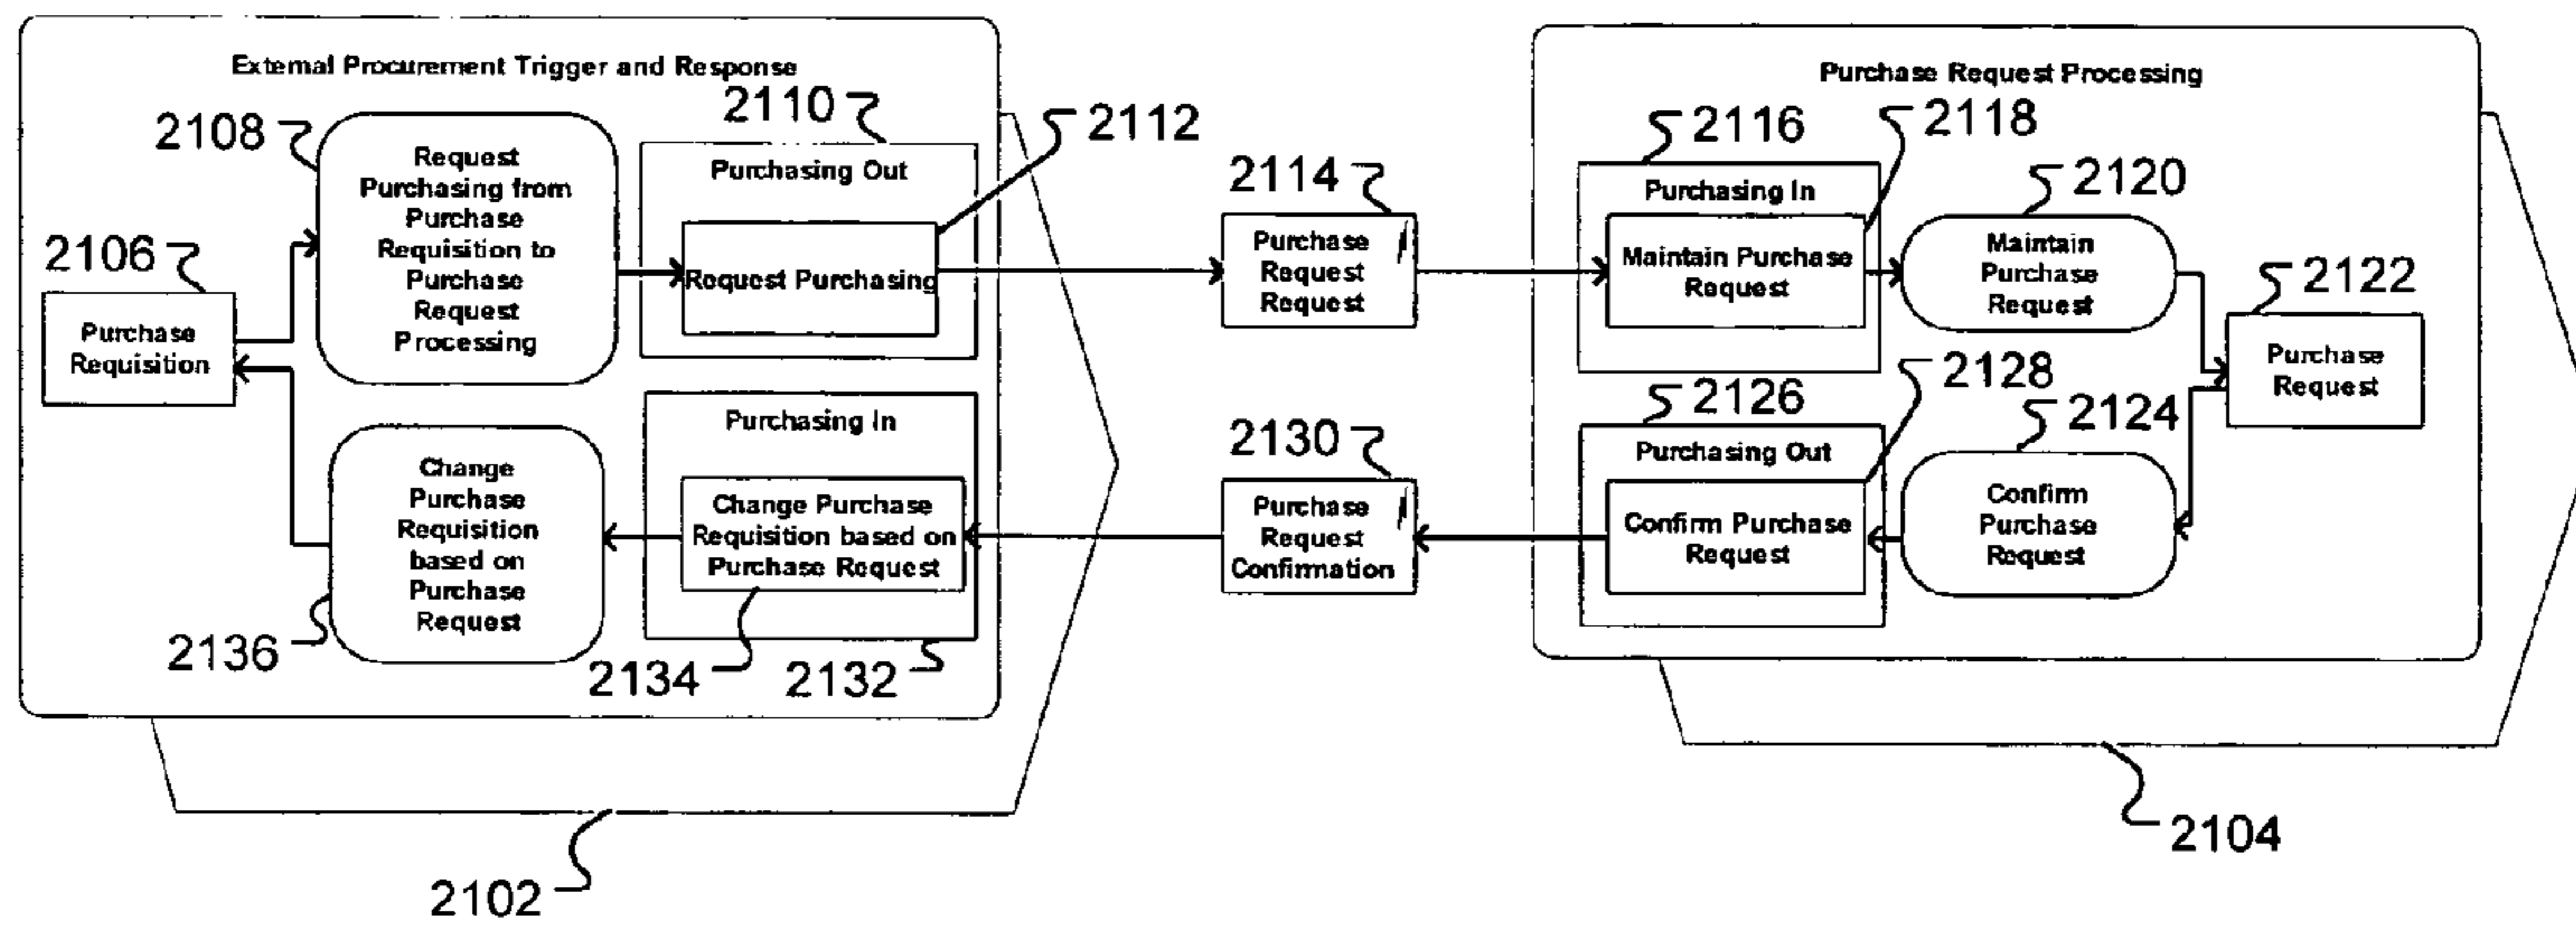 External Procurement Trigger and Response
2108
2110
2112
Request
Purchasing from
Purchase
Requisition to
Purchase
Request
Processing
Purchasing Out
Request Purchasing
2106
Purchase
Requisition
Change
Purchase
Requisition
based on
Purchase
Request
2136
Purchasing In
Change Purchase
Requisition based on
Purchase Request
2134
2132
2102
2114
Purchase
Request
Request
2130
Purchase
Request
Confirmation
Purchase Request Processing
2116
2118
Purchasing In
Maintain Purchase
Request
2120
Maintain
Purchase
Request
2122
Purchase
Request
2126
2128
Purchasing Out
Confirm Purchase
Request
2124
Confirm
Purchase
Request
2104